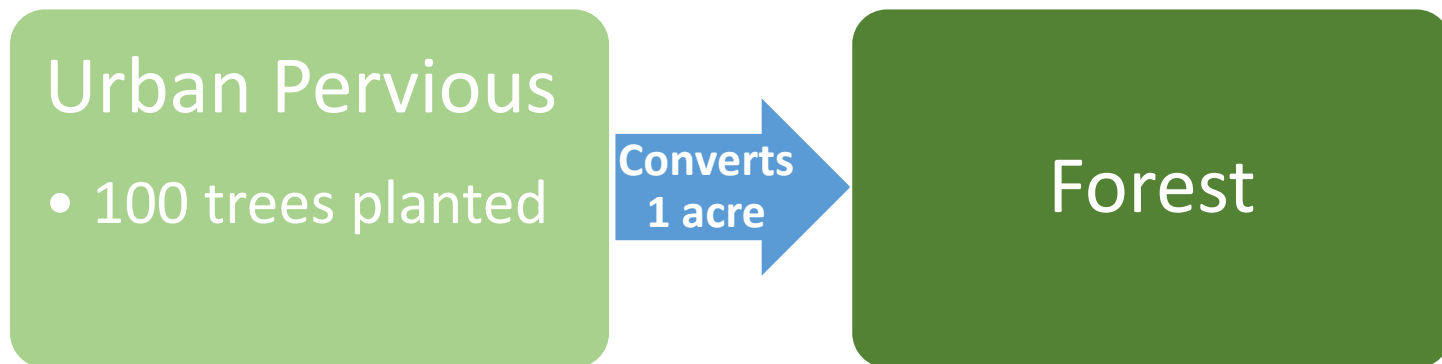 Urban Pervious
• 100 trees planted
Converts
1 acre
Forest